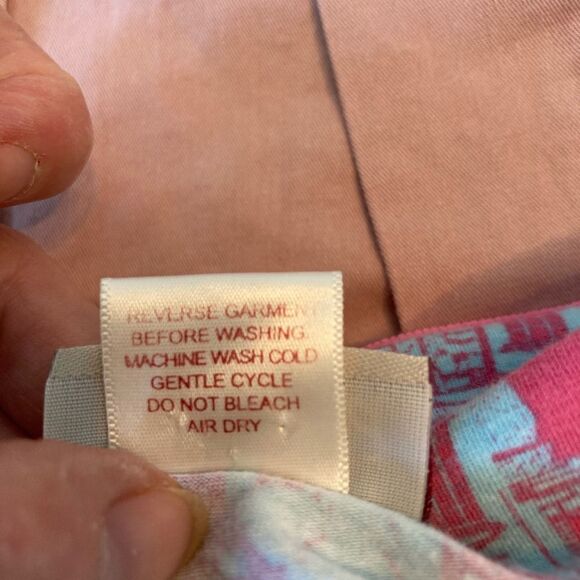 REVERSE GARMENT
BEFORE WASHING.
MACHINE WASH COLD
GENTLE CYCLE
DO NOT BLEACH
AIR DRY